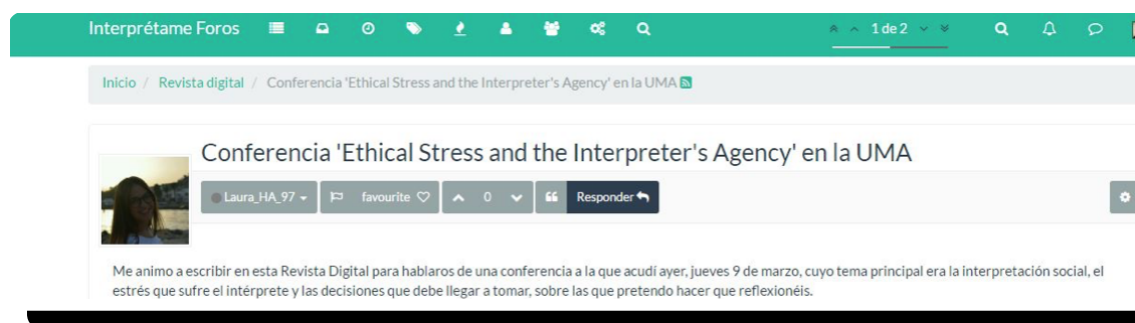 Interprétame Foros
1 de 2
Inicio / Revista digital / Conferencia 'Ethical Stress and the Interpreter's Agency' en la UMA
Conferencia 'Ethical Stress and the Interpreter's Agency' en la UMA
Laura_HA_97 favourite 0 Responder
Me animo a escribir en esta Revista Digital para hablaros de una conferencia a la que acudí ayer, jueves 9 de marzo, cuyo tema principal era la interpretación social, el
estrés que sufre el intérprete y las decisiones que debe llegar a tomar, sobre las que pretendo hacer que reflexionéis.